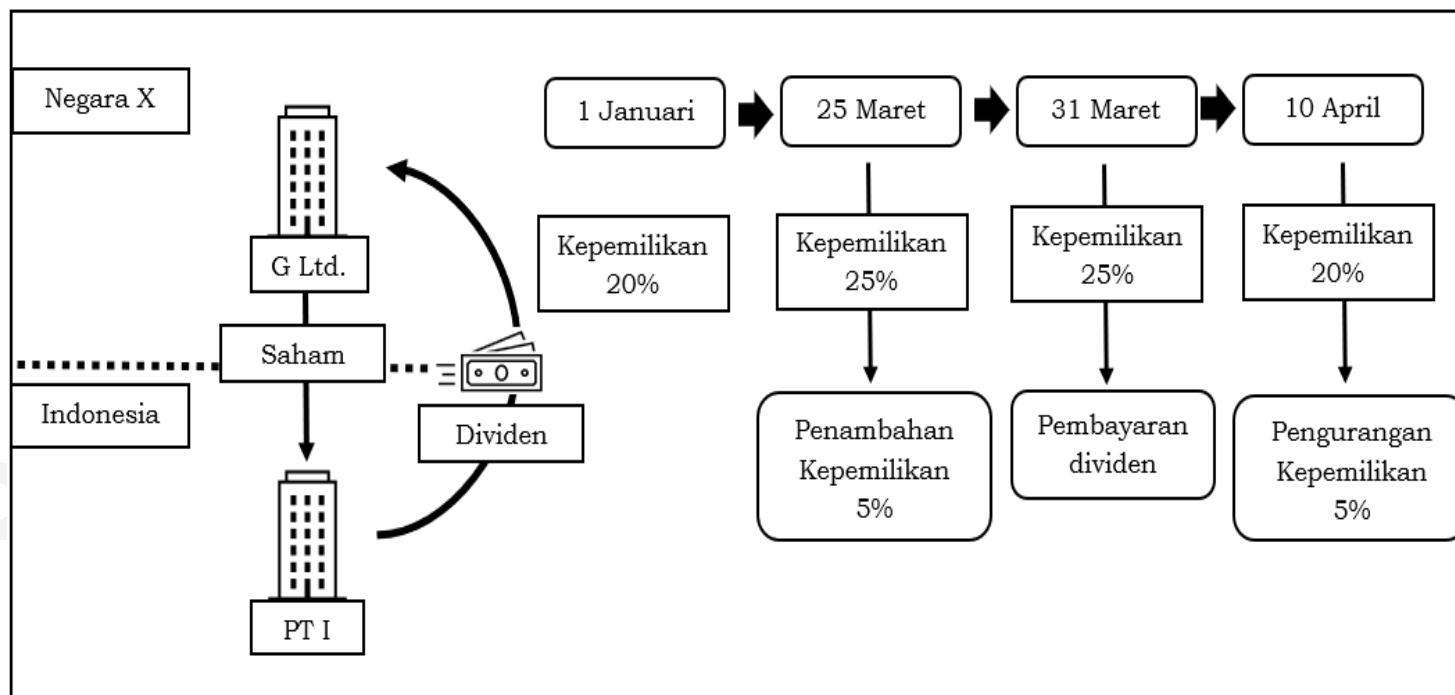 Negara X
G Ltd.
Saham
Indonesia
Dividen
PT I
1 Januari
25 Maret
31 Maret
10 April
Kepemilikan
20%
Kepemilikan
25%
Kepemilikan
25%
Kepemilikan
20%
Penambahan
Kepemilikan
5%
Pembayaran
dividen
Pengurangan
Kepemilikan
5%